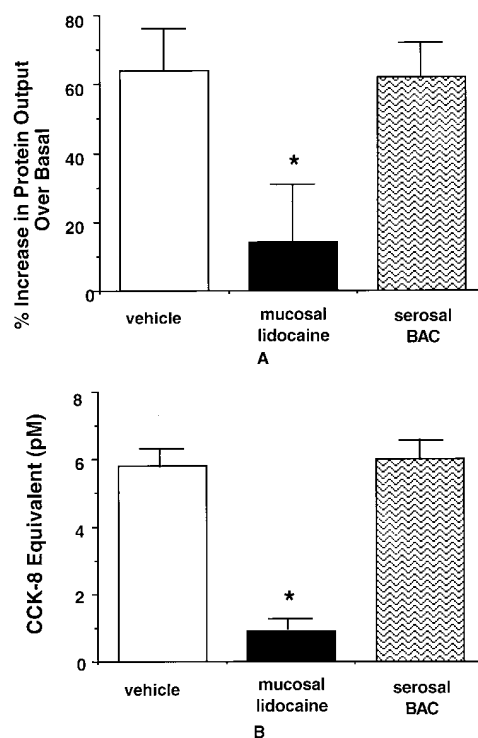 % Increase in Protein Output
Over Basal
80
60
40
20
0
*
vehicle
mucosal
lidocaine
serosal
BAC
A
CCK-8 Equivalent (pM)
8
6
4
2
0
*
vehicle
mucosal
lidocaine
serosal
BAC
B